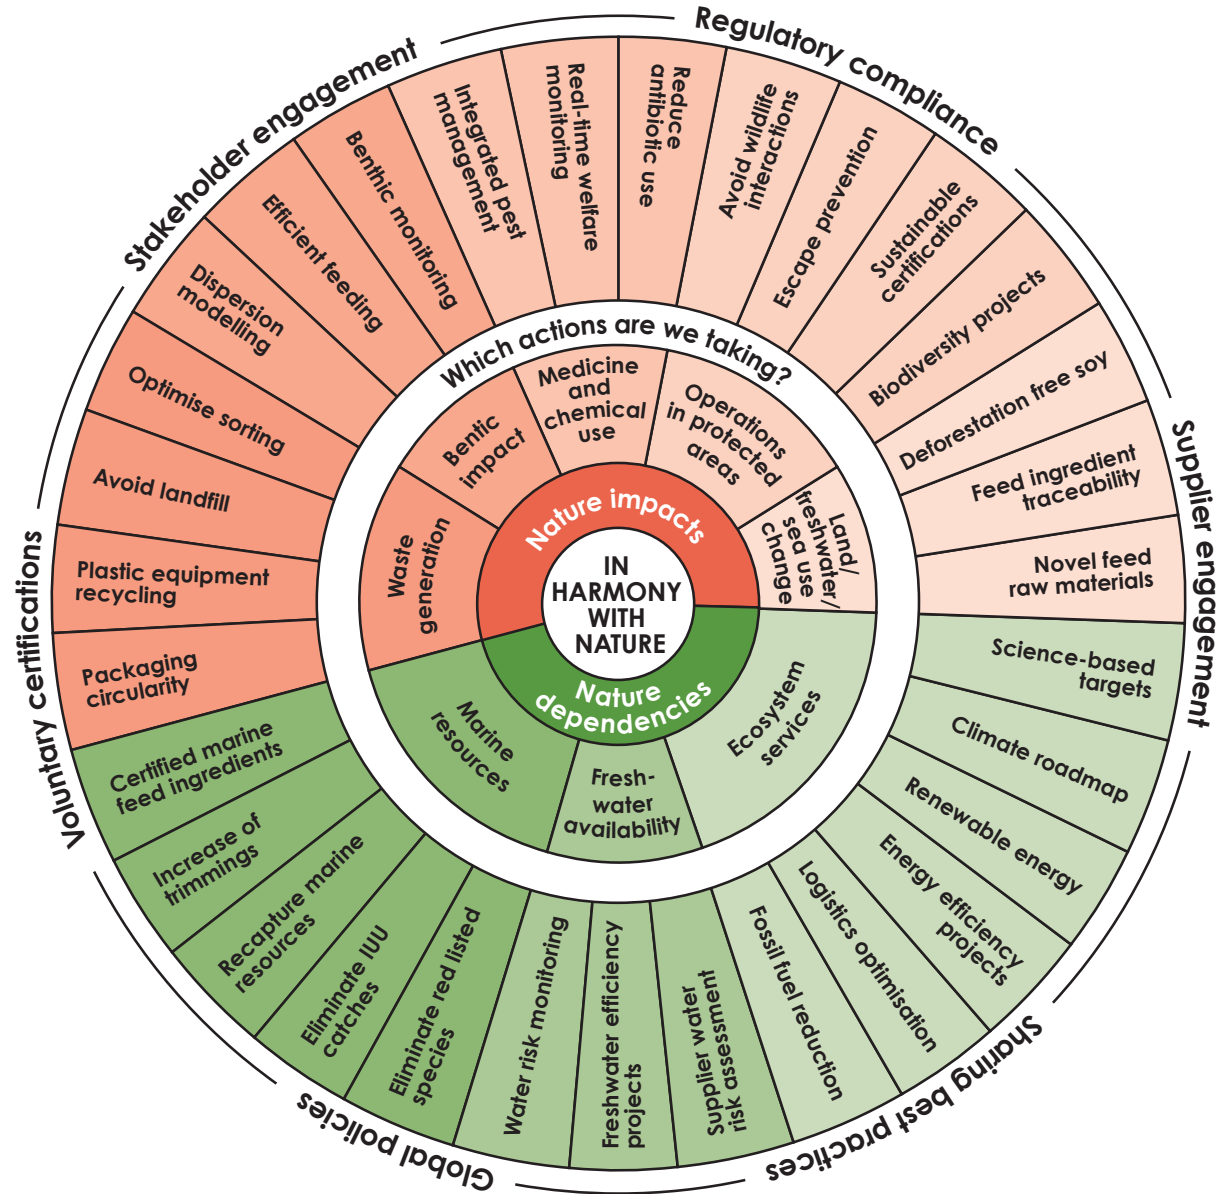 Regulatory compliance
Supplier engagement
Sharing best practices
Global policies
Voluntary certifications
Stakeholder engagement
Integrated pest
management
Real-time welfare
monitoring
Reduce
antibiotic use
Avoid wildlife
interactions
Escape prevention
Sustainable
certifications
Biodiversity projects
Deforestation free soy
Feed ingredient
traceability
Novel feed
raw materials
Science-based
targets
Climate roadmap
Renewable energy
Energy efficiency
projects
Logistics optimisation
Fossil fuel reduction
Supplier water
risk assessment
Freshwater efficiency
projects
Water risk monitoring
Eliminate red listed
species
Eliminate IUU
catches
Recapture marine
resources
Increase of
trimmings
Certified marine
feed ingredients
Packaging
circularity
Plastic equipment
recycling
Avoid landfill
Optimise sorting
Dispersion
modelling
Efficient feeding
Benthic monitoring
Which actions are we taking?
Waste
generation
Bentic
impact
Medicine
and
chemical
use
Operations
in protected
areas
Land/
freshwater/
sea use
change
Ecosystem
services
Fresh-
water
availability
Marine
resources
Nature impacts
Nature
dependencies
IN
HARMONY
WITH
NATURE